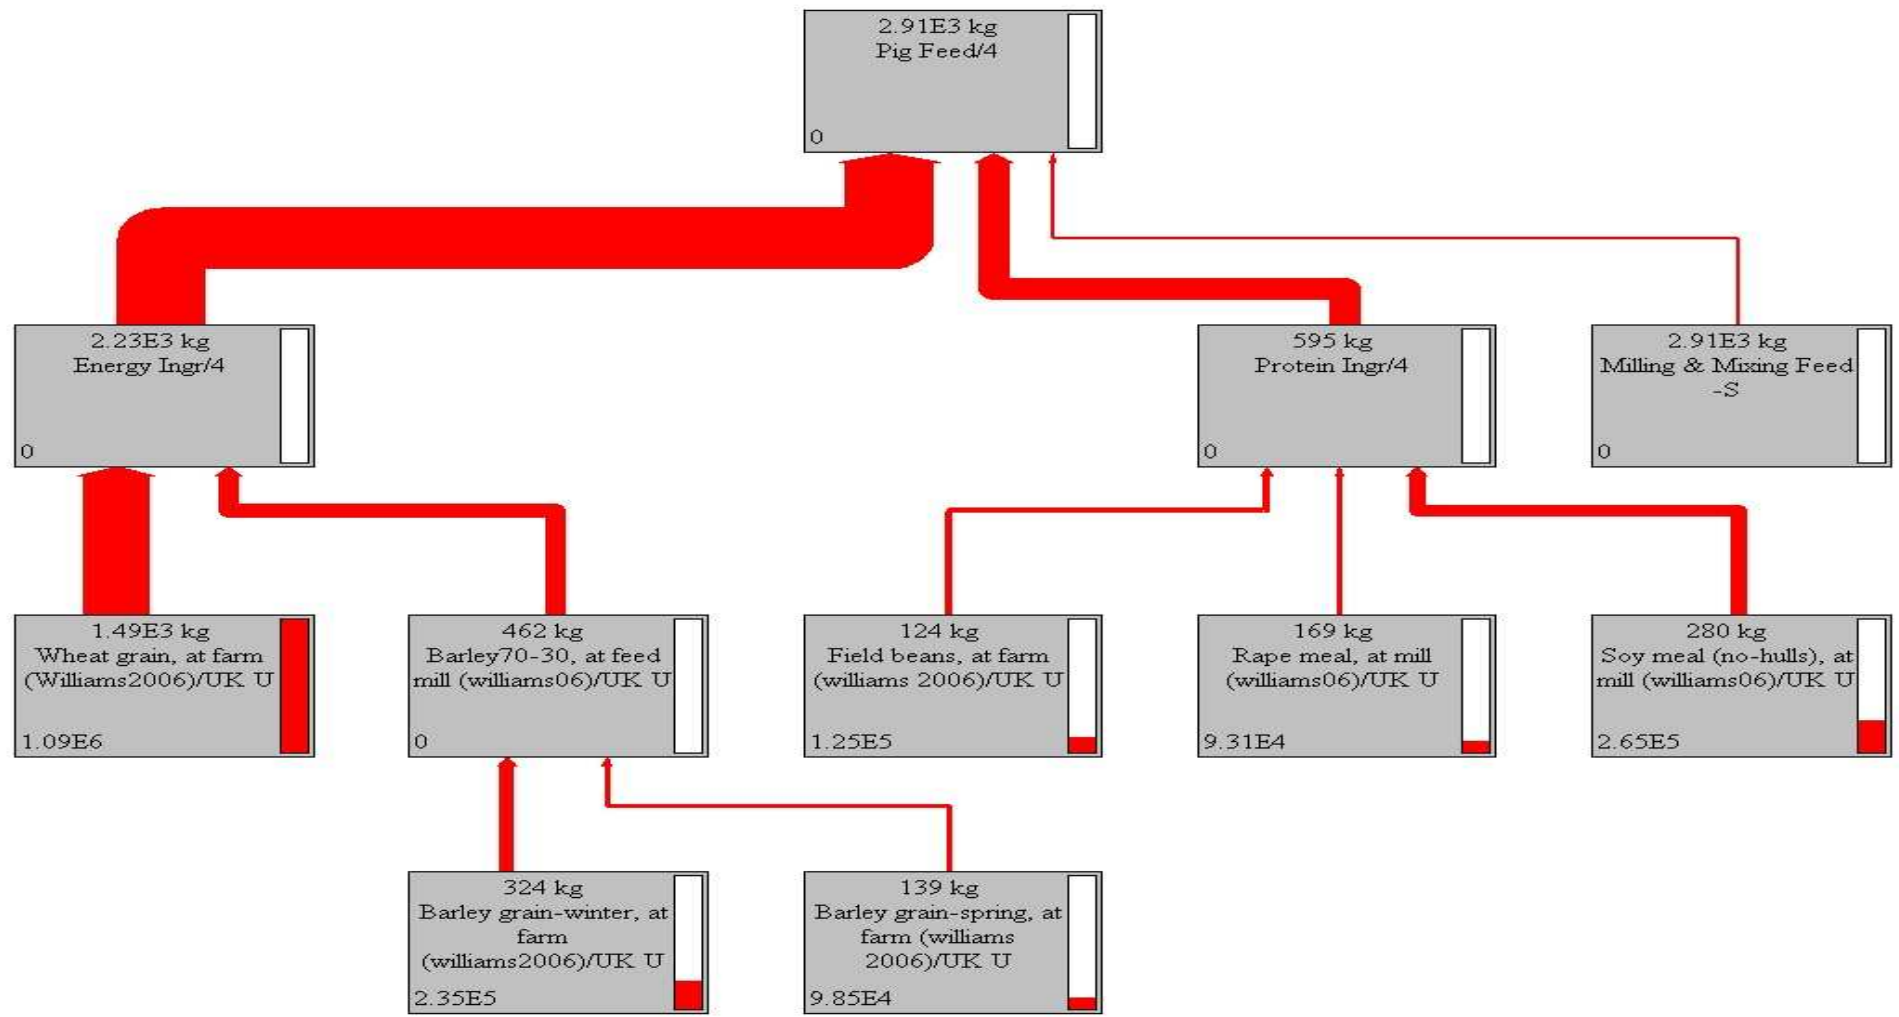 2.91E3 kg
Pig Feed/4
0
2.23E3 kg
Energy Ingr/4
0
595 kg
Protein Ingr/4
0
2.91E3 kg
Milling & Mixing Feed
-S
0
1.49E3 kg
Wheat grain, at farm
(Williams2006)/UK U
1.09E6
462 kg
Barley70-30, at feed
mill (williams06)/UK U
0
124 kg
Field beans, at farm
(williams 2006)/UK U
1.25E5
169 kg
Rape meal, at mill
(williams06)/UK U
9.31E4
280 kg
Soy meal (no-hulls), at
mill (williams06)/UK U
2.65E5
324 kg
Barley grain-winter, at
farm
(williams2006)/UK U
2.35E5
139 kg
Barley grain-spring, at
farm (williams
2006)/UK U
9.85E4